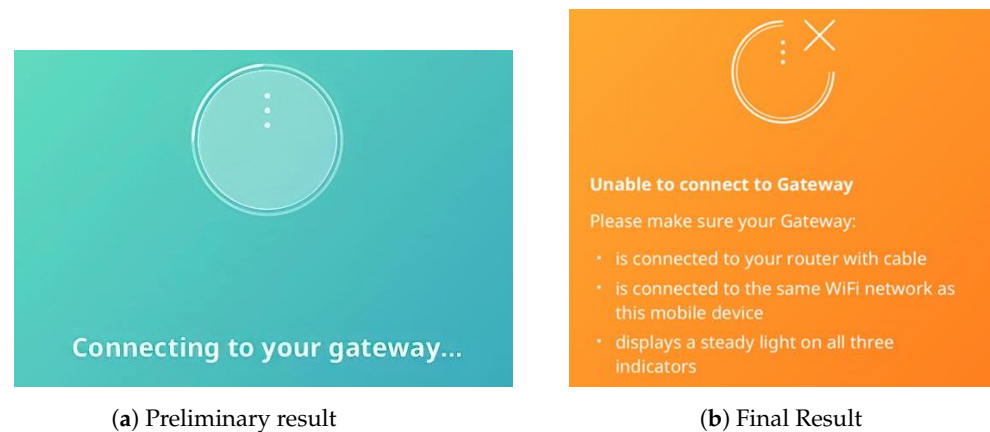 Connecting to your gateway...
(a) Preliminary result
Unable to connect to Gateway
Please make sure your Gateway:
• is connected to your router with cable
• is connected to the same WiFi network as
this mobile device
• displays a steady light on all three
indicators
(b) Final Result